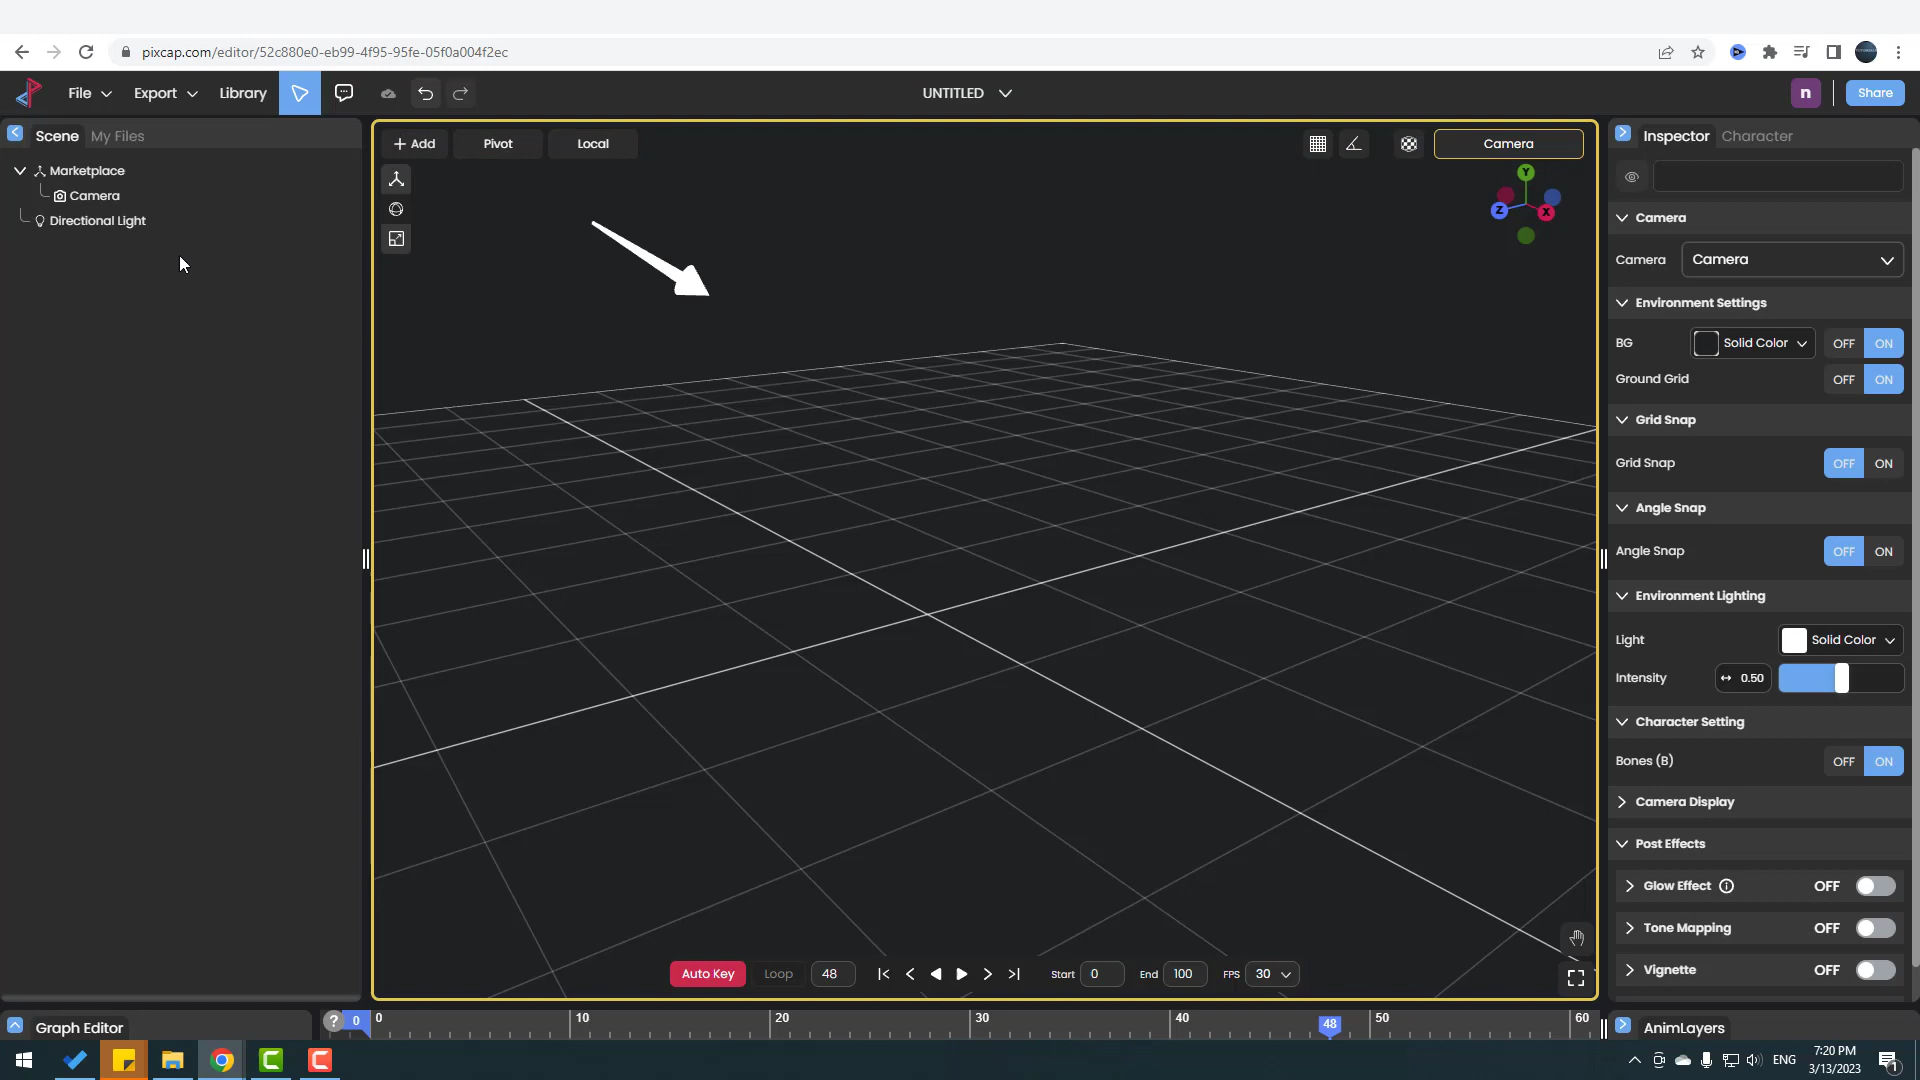 pixcap.com/editor/52c880e0-eb99-4f95-95fe-05f0a004f2ec
File Export Library UNTITLED n Share
Scene My Files
Marketplace
Camera
Directional Light
+ Add Pivot Local Camera
Y
Z X
Inspector Character
Camera
Camera Camera
Environment Settings
BG Solid Color OFF ON
Ground Grid OFF ON
Grid Snap
Grid Snap OFF ON
Angle Snap
Angle Snap OFF ON
Environment Lighting
Light Solid Color
Intensity 0.50
Character Setting
Bones (B) OFF ON
Camera Display
Post Effects
Glow Effect OFF
Tone Mapping OFF
Vignette OFF
Auto Key Loop 48 Start 0 End 100 FPS 30
Graph Editor ? 0 0 10 20 30 40 48 50 60 AnimLayers
ENG 7:20 PM
3/13/2023 1